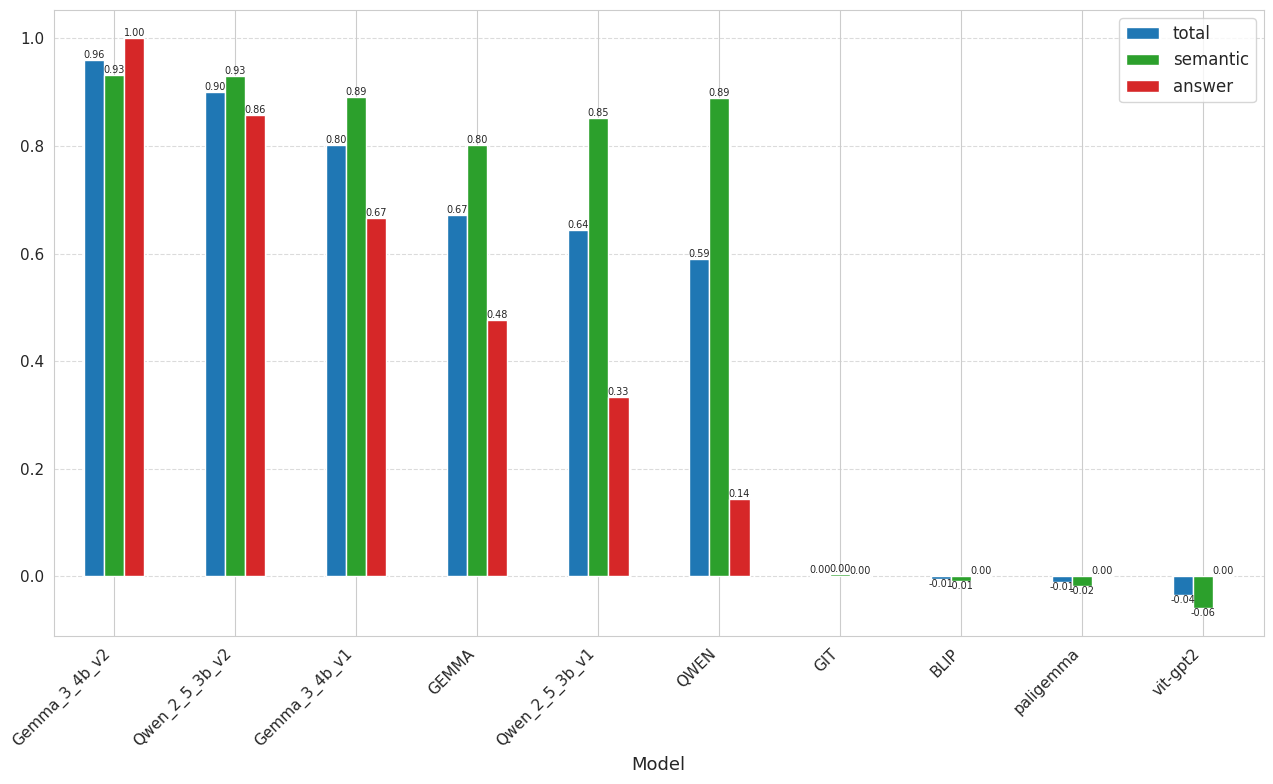 total
semantic
answer
1.0
0.8
0.6
0.4
0.2
0.0
0.96 0.93 1.00
0.90 0.93 0.86
0.80 0.89 0.67
0.67 0.80 0.48
0.64 0.85 0.33
0.59 0.89 0.14
0.00 0.00 0.00
-0.01 -0.01 0.00
-0.01 -0.02 0.00
-0.04 -0.06 0.00
Gemma_3_4b_v2
Qwen_2_5_3b_v2
Gemma_3_4b_v1
GEMMA
Qwen_2_5_3b_v1
QWEN
GIT
BLIP
paligemma
vit-gpt2
Model